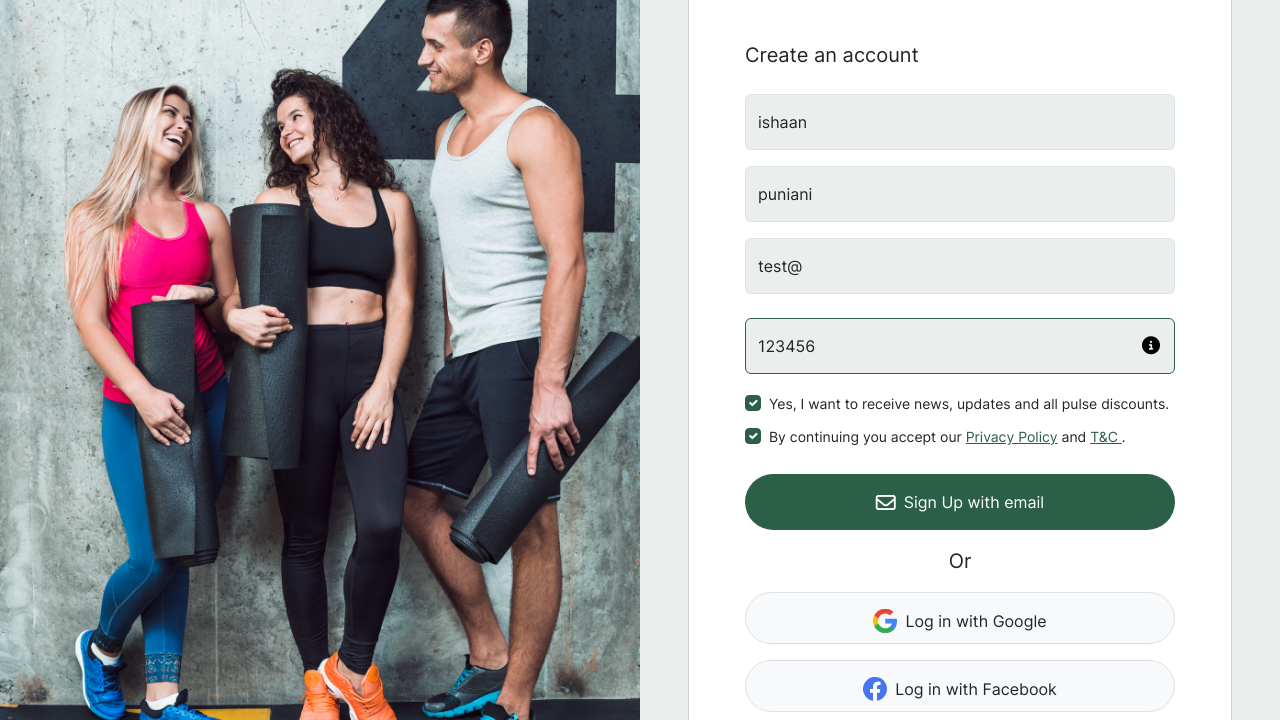 Create an account
ishaan
puniani
test@
123456
Yes, I want to receive news, updates and all pulse discounts.
By continuing you accept our Privacy Policy and T&C .
Sign Up with email
Or
Log in with Google
Log in with Facebook